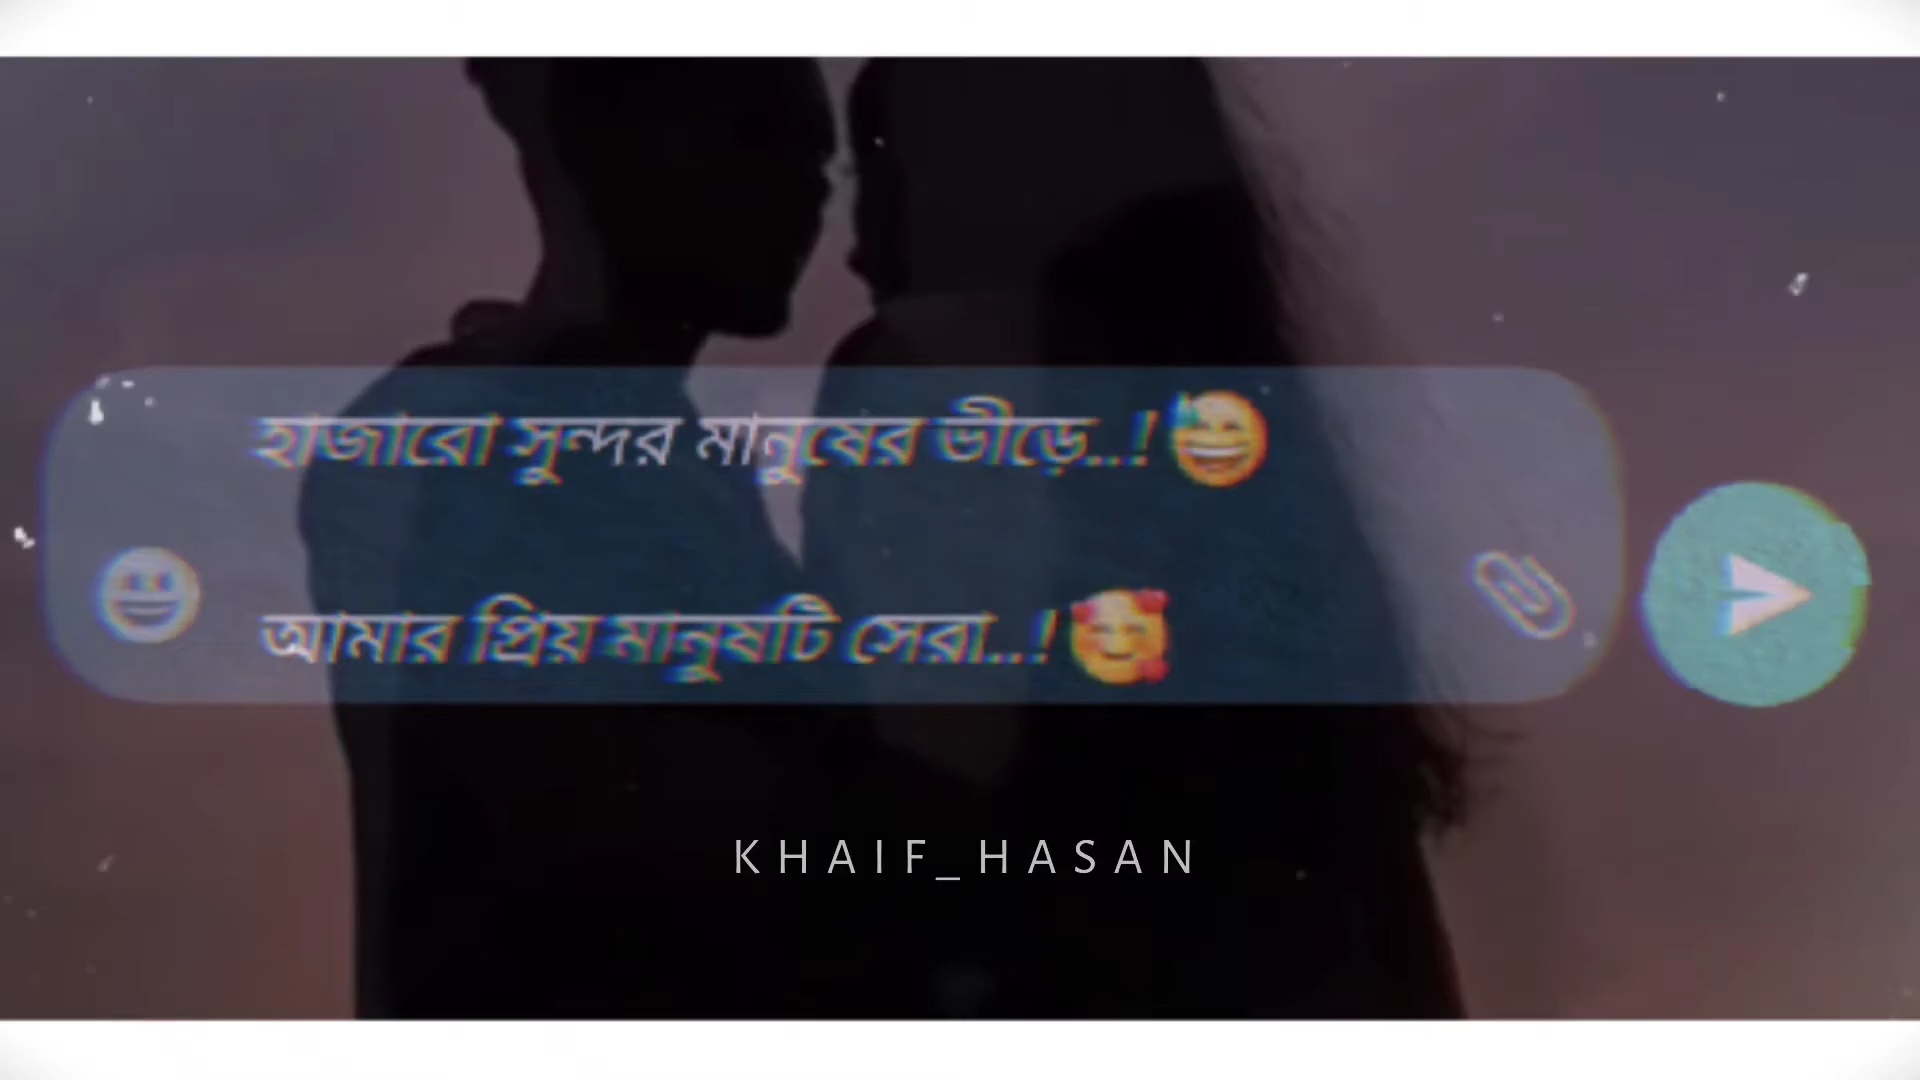 হাজারো সুন্দর মানুষের ভীড়ে..!😅
আমার প্রিয় মানুষটি সেরা..!🥰
KHAIF_HASAN